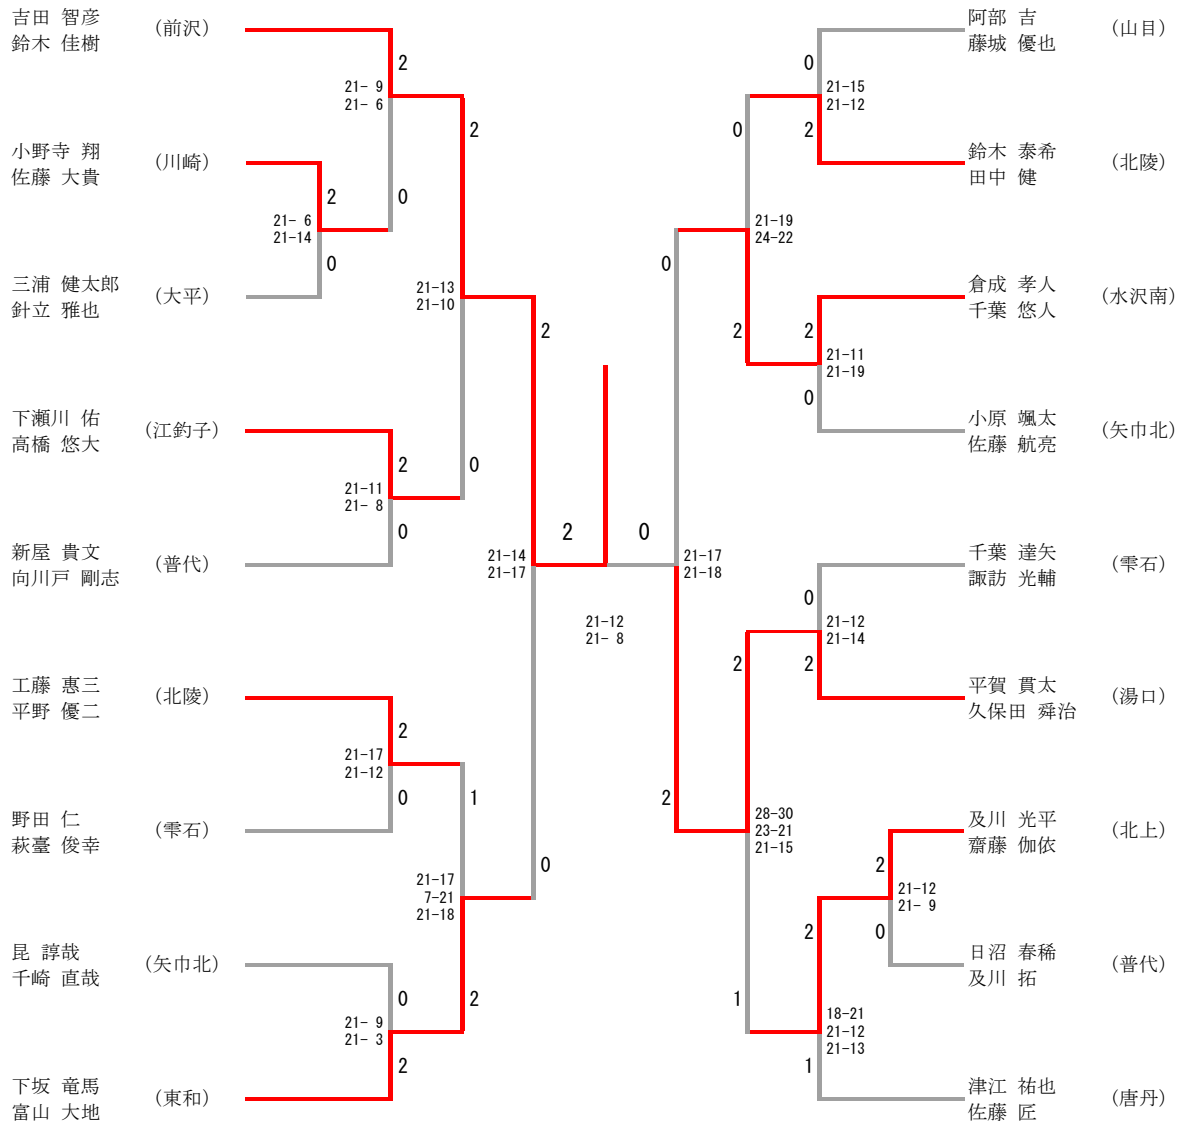 吉田 智彦
鈴木 佳樹
(前沢)
2
21- 9
21- 6
2
小野寺 翔
佐藤 大貴
(川崎)
2
0
21- 6
21-14
0
三浦 健太郎
針立 雅也
(大平)
21-13
21-10
2
下瀬川 佑
高橋 悠大
(江釣子)
2
0
21-11
21- 8
0
新屋 貴文
向川戸 剛志
(普代)
21-14
21-17
2
0
21-12
21- 8
工藤 惠三
平野 優二
(北陵)
2
21-17
21-12
0
1
野田 仁
萩臺 俊幸
(雫石)
21-17
7-21
21-18
0
昆 諄哉
千崎 直哉
(矢巾北)
0
2
21- 9
21- 3
2
下坂 竜馬
富山 大地
(東和)
阿部 吉
藤城 優也
(山目)
0
21-15
21-12
0
2
鈴木 泰希
田中 健
(北陵)
21-19
24-22
0
倉成 孝人
千葉 悠人
(水沢南)
2
2
21-11
21-19
0
小原 颯太
佐藤 航亮
(矢巾北)
21-17
21-18
千葉 達矢
諏訪 光輔
(雫石)
0
21-12
21-14
2
2
平賀 貫太
久保田 舜治
(湯口)
2
28-30
23-21
21-15
及川 光平
齋藤 伽依
(北上)
2
21-12
21- 9
2
0
日沼 春稀
及川 拓
(普代)
1
18-21
21-12
21-13
1
津江 祐也
佐藤 匠
(唐丹)